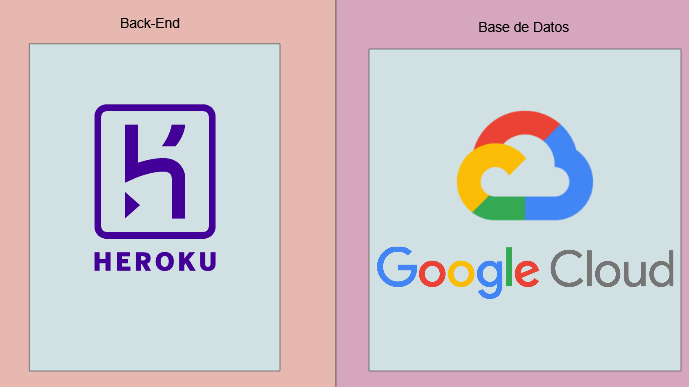 Back-End
HEROKU
Base de Datos
Google Cloud